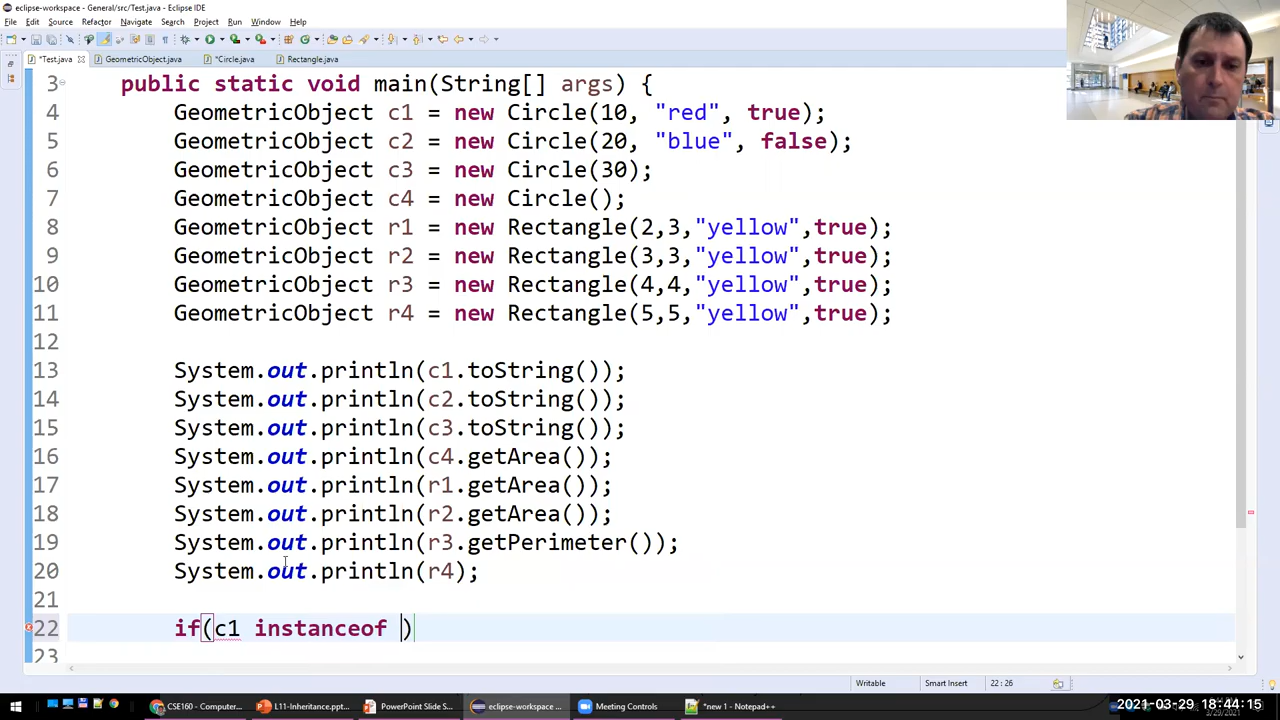 eclipse-workspace - General/src/Test.java - Eclipse IDE
File Edit Source Refactor Navigate Search Project Run Window Help
*Test.java GeometricObject.java *Circle.java Rectangle.java
3 public static void main(String[] args) {
4 GeometricObject c1 = new Circle(10, "red", true);
5 GeometricObject c2 = new Circle(20, "blue", false);
6 GeometricObject c3 = new Circle(30);
7 GeometricObject c4 = new Circle();
8 GeometricObject r1 = new Rectangle(2,3,"yellow",true);
9 GeometricObject r2 = new Rectangle(3,3,"yellow",true);
10 GeometricObject r3 = new Rectangle(4,4,"yellow",true);
11 GeometricObject r4 = new Rectangle(5,5,"yellow",true);
12
13 System.out.println(c1.toString());
14 System.out.println(c2.toString());
15 System.out.println(c3.toString());
16 System.out.println(c4.getArea());
17 System.out.println(r1.getArea());
18 System.out.println(r2.getArea());
19 System.out.println(r3.getPerimeter());
20 System.out.println(r4);
21
22 if(c1 instanceof )
23
Writable Smart Insert 22 : 26
CSE160 - Computer... L11-Inheritance.ppt... PowerPoint Slide S... eclipse-workspace ... Meeting Controls *new 1 - Notepad++
2021-03-29 18:44:15